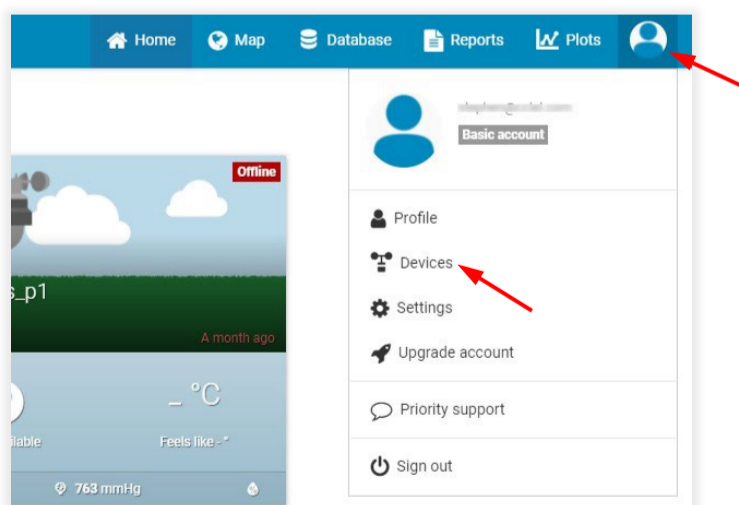 Home Map Database Reports Plots
Basic account
Offline
Profile
Devices
s_p1
Settings
A month ago
Upgrade account
_ °C
Priority support
Feels like - °
Sign out
763 mmHg